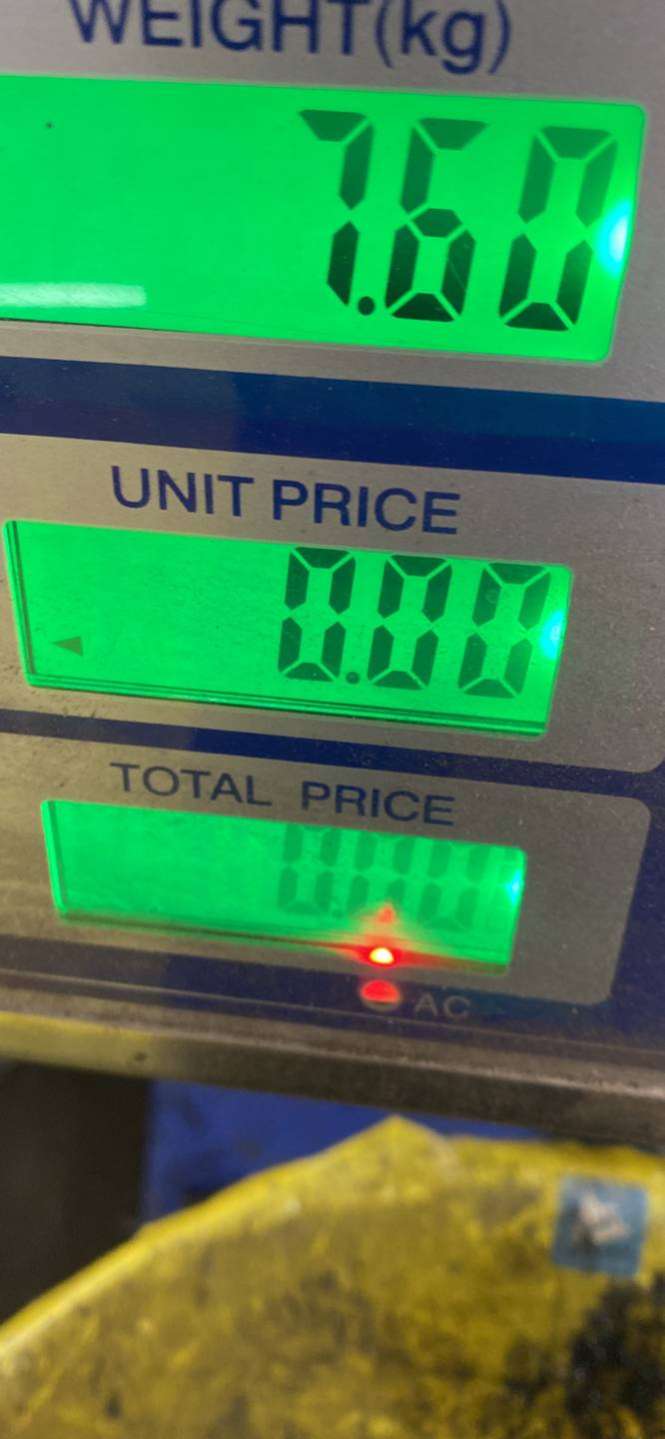 WEIGHT(kg)
7.60
UNIT PRICE
0.00
TOTAL PRICE
0.00
AC